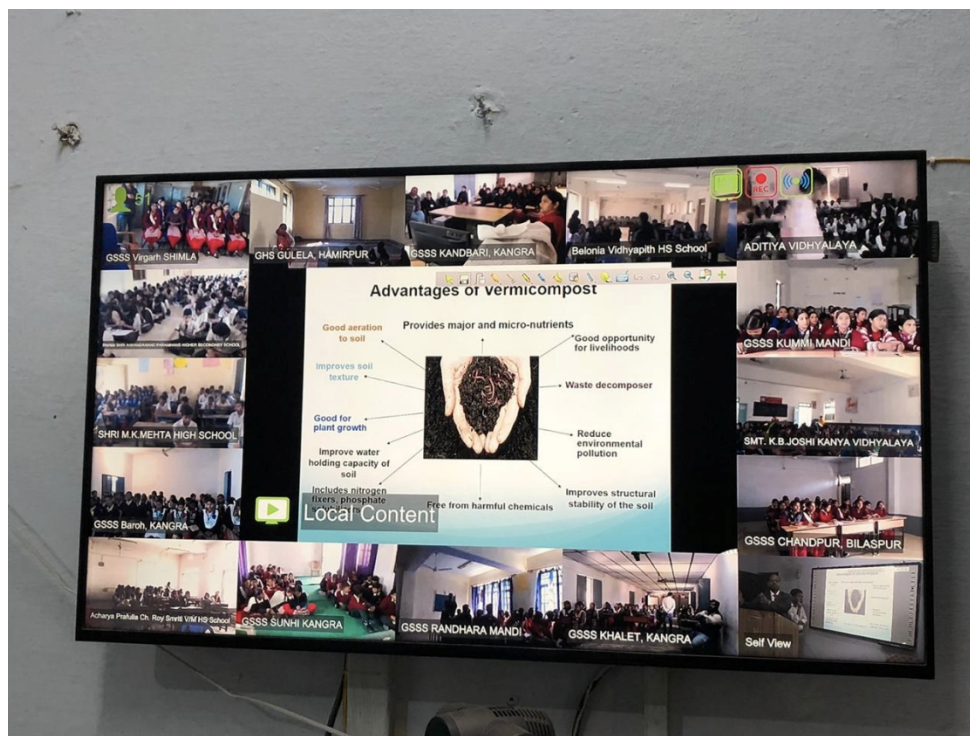 51
REC
GSSS Virgarh SHIMLA
GHS GULELA, HAMIRPUR
GSSS KANDBARI, KANGRA
Belonia Vidhyapith HS School
ADITIYA VIDHYALAYA
HIGHER SECONDARY SCHOOL
SHRI M.K.MEHTA HIGH SCHOOL
GSSS Baroh, KANGRA
Advantages of vermicompost
Good aeration
to soil
Provides major and micro-nutrients
Good opportunity
for livelihoods
Improves soil
texture
Waste decomposer
Good for
plant growth
Reduce
environmental
pollution
Improve water
holding capacity of
soil
Includes nitrogen
fixers, phosphate
Free from harmful chemicals
Improves structural
stability of the soil
Local Content
GSSS KUMMI MANDI
SMT. K.B.JOSHI KANYA VIDHYALAYA
GSSS CHANDPUR, BILASPUR
Acharya Prafulla Ch. Roy Smriti V/M HS School
GSSS SUNHI KANGRA
GSSS RANDHARA MANDI
GSSS KHALET, KANGRA
Self View